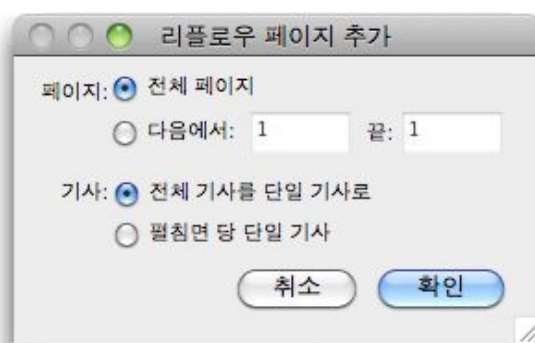 리플로우 페이지 추가
페이지: 전체 페이지
다음에서: 1 끝: 1
기사: 전체 기사를 단일 기사로
펼침면 당 단일 기사
취소 확인